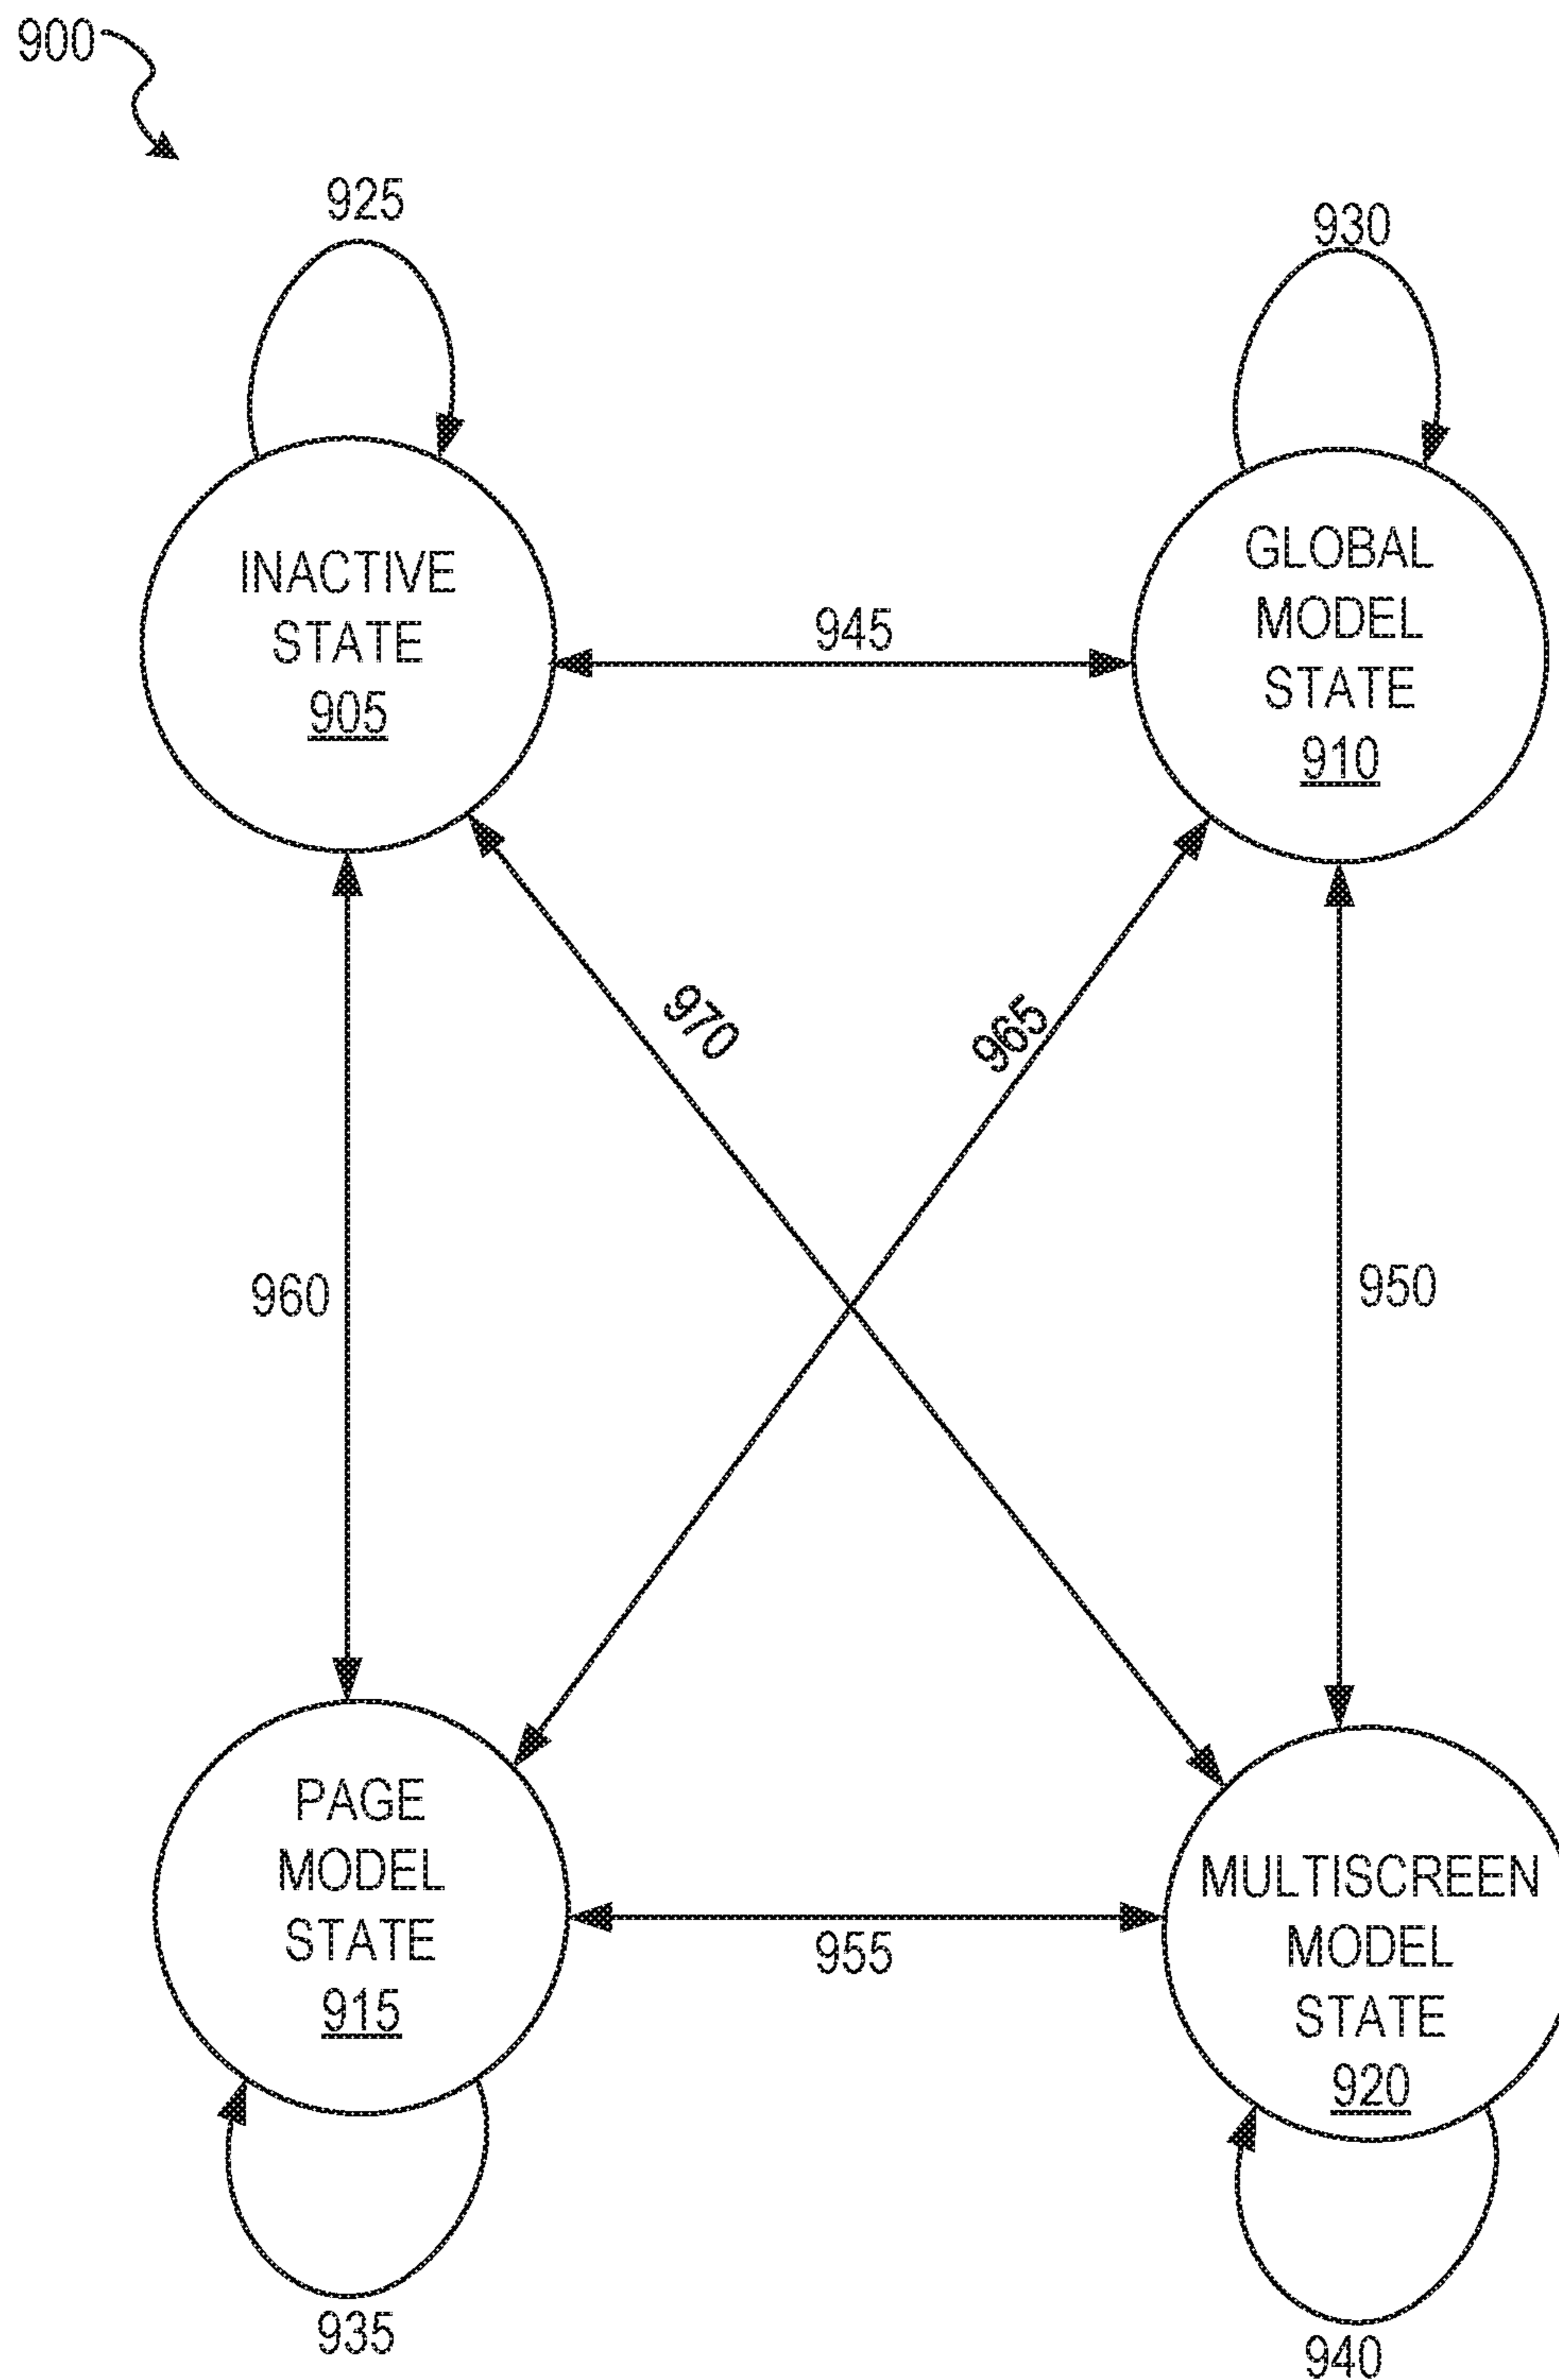 900
925
930
INACTIVE
STATE
905
GLOBAL
MODEL
STATE
910
945
970
965
960
950
PAGE
MODEL
STATE
915
MULTISCREEN
MODEL
STATE
920
955
935
940